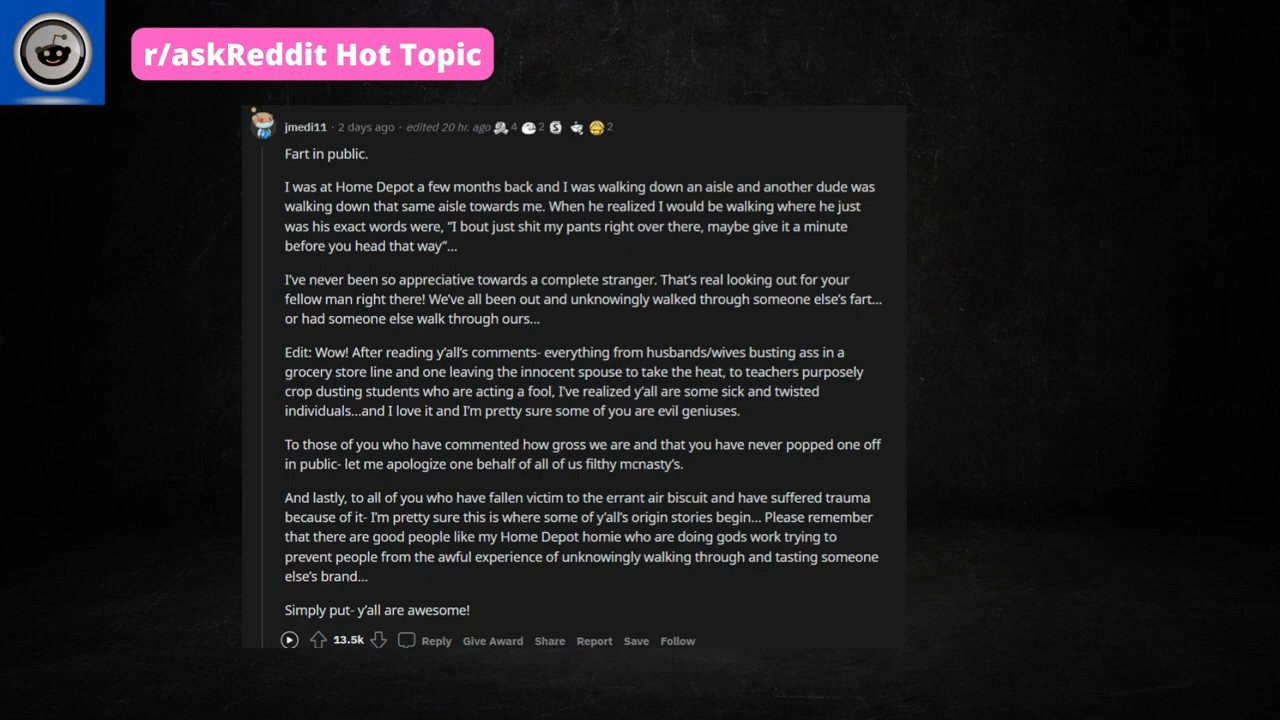 r/askReddit Hot Topic
jmedi11 · 2 days ago · edited 20 hr. ago 4 2 S 2
Fart in public.
I was at Home Depot a few months back and I was walking down an aisle and another dude was
walking down that same aisle towards me. When he realized I would be walking where he just
was his exact words were, “I bout just shit my pants right over there, maybe give it a minute
before you head that way”...
I’ve never been so appreciative towards a complete stranger. That’s real looking out for your
fellow man right there! We’ve all been out and unknowingly walked through someone else’s fart...
or had someone else walk through ours...
Edit: Wow! After reading y’all’s comments- everything from husbands/wives busting ass in a
grocery store line and one leaving the innocent spouse to take the heat, to teachers purposely
crop dusting students who are acting a fool, I’ve realized y’all are some sick and twisted
individuals...and I love it and I’m pretty sure some of you are evil geniuses.
To those of you who have commented how gross we are and that you have never popped one off
in public- let me apologize one behalf of all of us filthy mcnasty’s.
And lastly, to all of you who have fallen victim to the errant air biscuit and have suffered trauma
because of it- I’m pretty sure this is where some of y’all’s origin stories begin... Please remember
that there are good people like my Home Depot homie who are doing gods work trying to
prevent people from the awful experience of unknowingly walking through and tasting someone
else’s brand...
Simply put- y’all are awesome!
13.5k Reply Give Award Share Report Save Follow